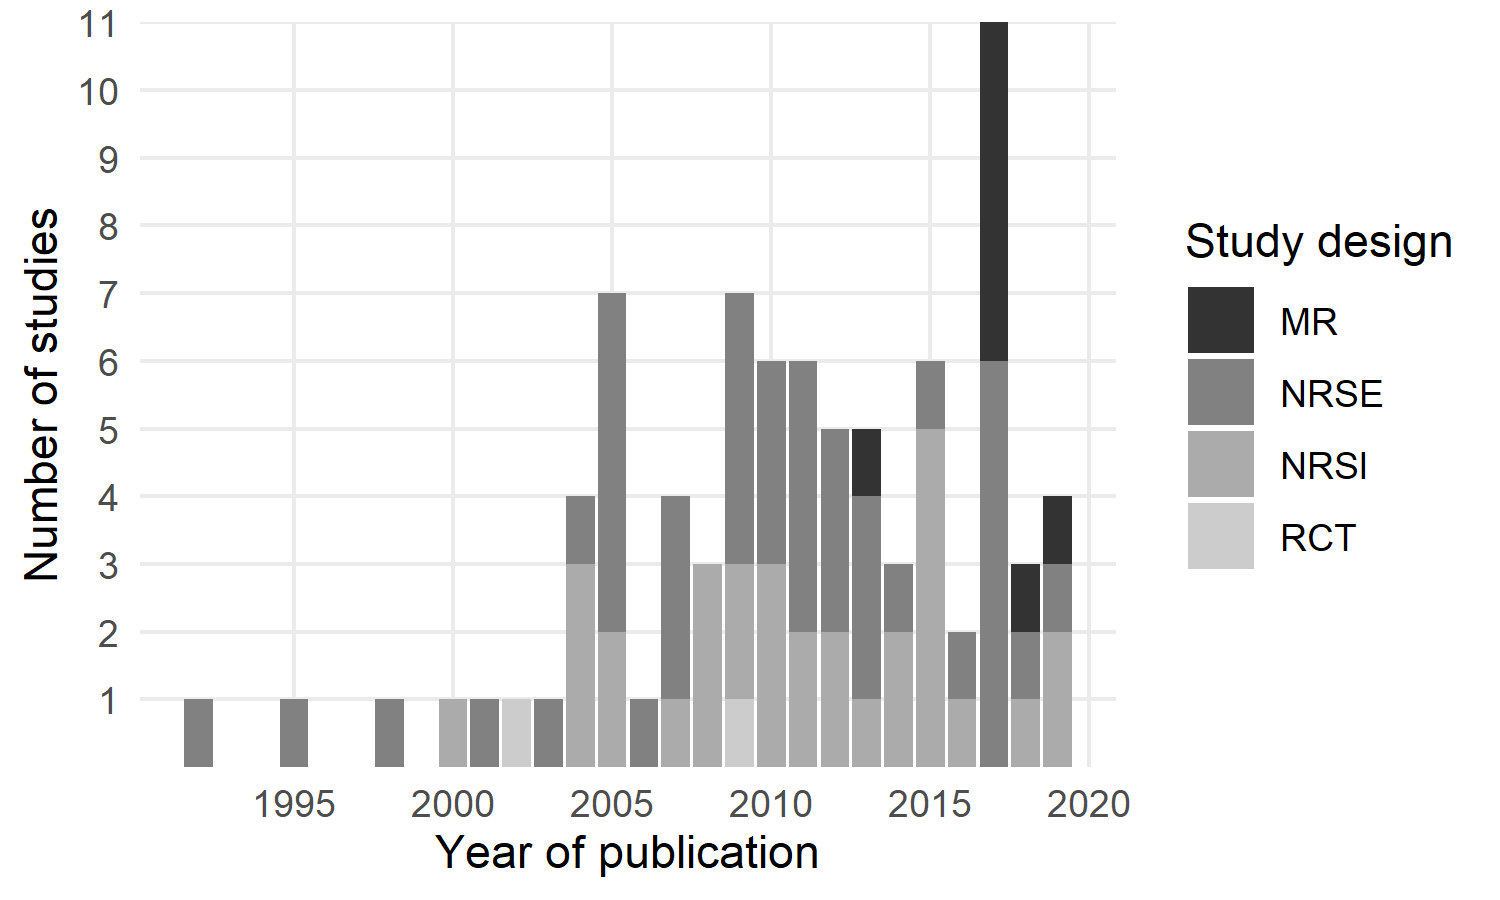 11
10
9
8
7
6
5
4
3
2
1
Number of studies
1995 2000 2005 2010 2015 2020
Year of publication
Study design
MR
NRSE
NRSI
RCT